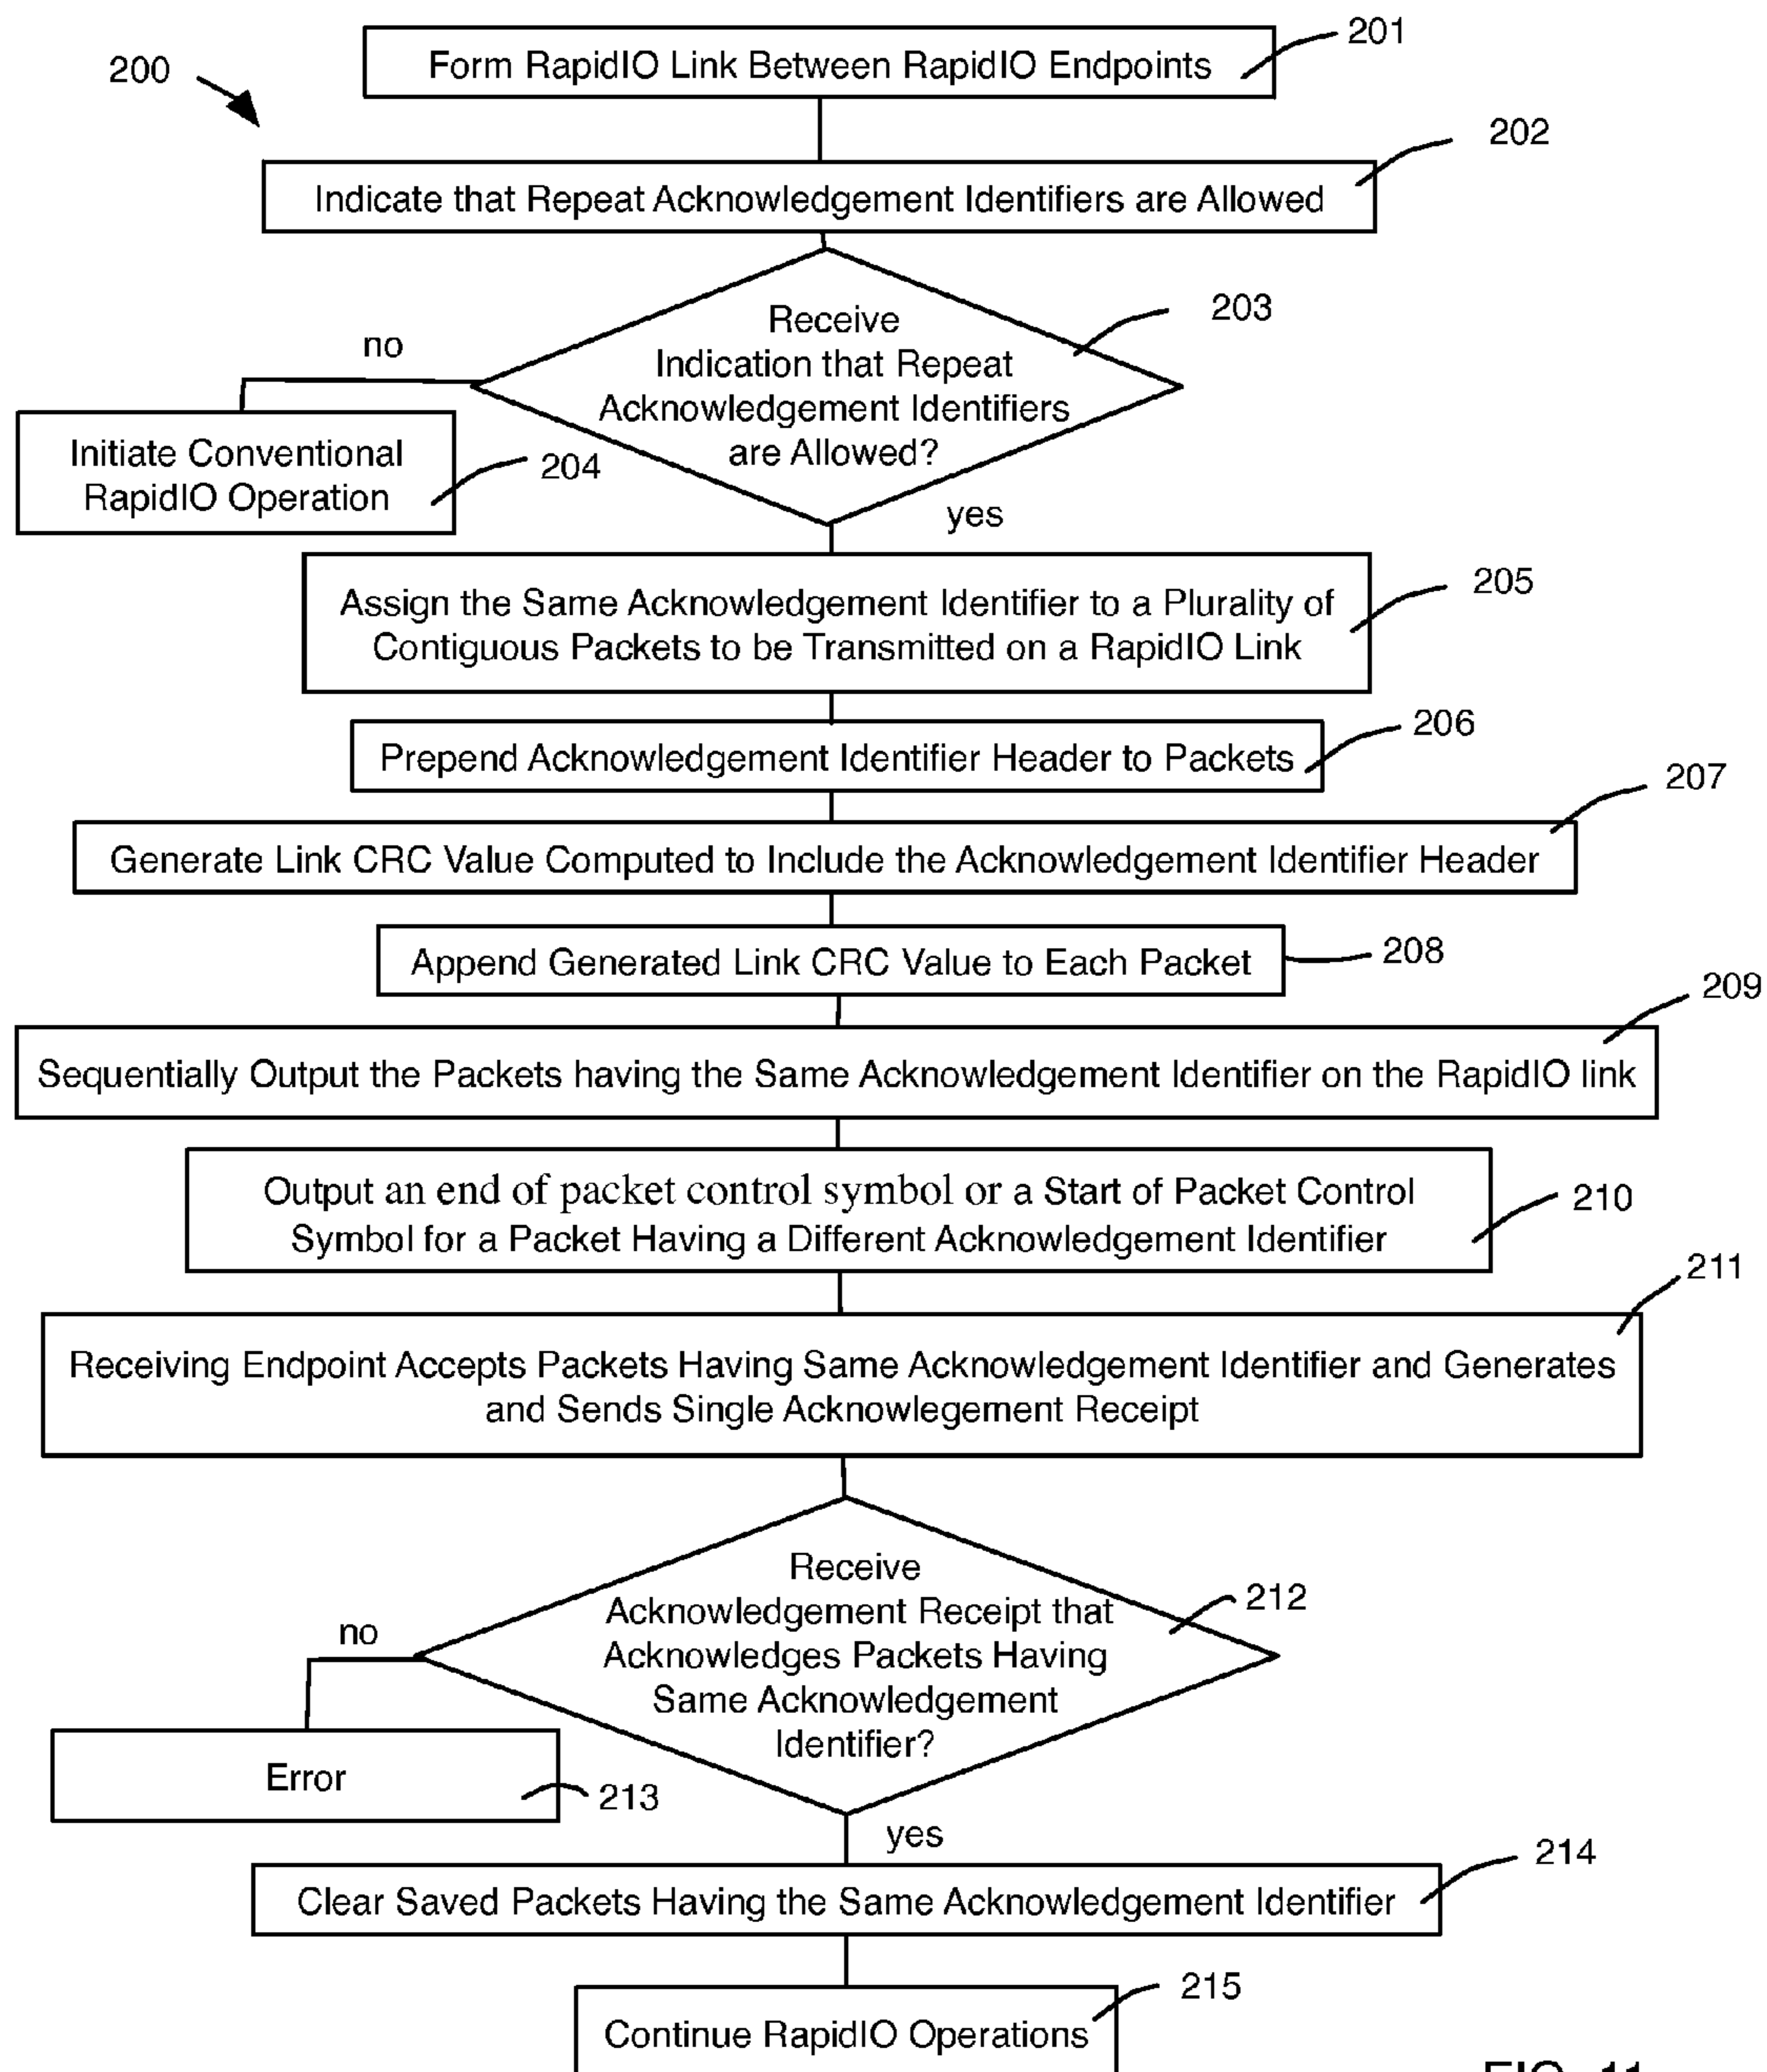 200
Form RapidIO Link Between RapidIO Endpoints
201
Indicate that Repeat Acknowledgement Identifiers are Allowed
202
Receive
Indication that Repeat
Acknowledgement Identifiers
are Allowed?
203
no
Initiate Conventional
RapidIO Operation
204
yes
Assign the Same Acknowledgement Identifier to a Plurality of
Contiguous Packets to be Transmitted on a RapidIO Link
205
Prepend Acknowledgement Identifier Header to Packets
206
Generate Link CRC Value Computed to Include the Acknowledgement Identifier Header
207
Append Generated Link CRC Value to Each Packet
208
Sequentially Output the Packets having the Same Acknowledgement Identifier on the RapidIO link
209
Output an end of packet control symbol or a Start of Packet Control
Symbol for a Packet Having a Different Acknowledgement Identifier
210
Receiving Endpoint Accepts Packets Having Same Acknowledgement Identifier and Generates
and Sends Single Acknowlegement Receipt
211
Receive
Acknowledgement Receipt that
Acknowledges Packets Having
Same Acknowledgement
Identifier?
212
no
Error
213
yes
Clear Saved Packets Having the Same Acknowledgement Identifier
214
Continue RapidIO Operations
215
FIG. 11